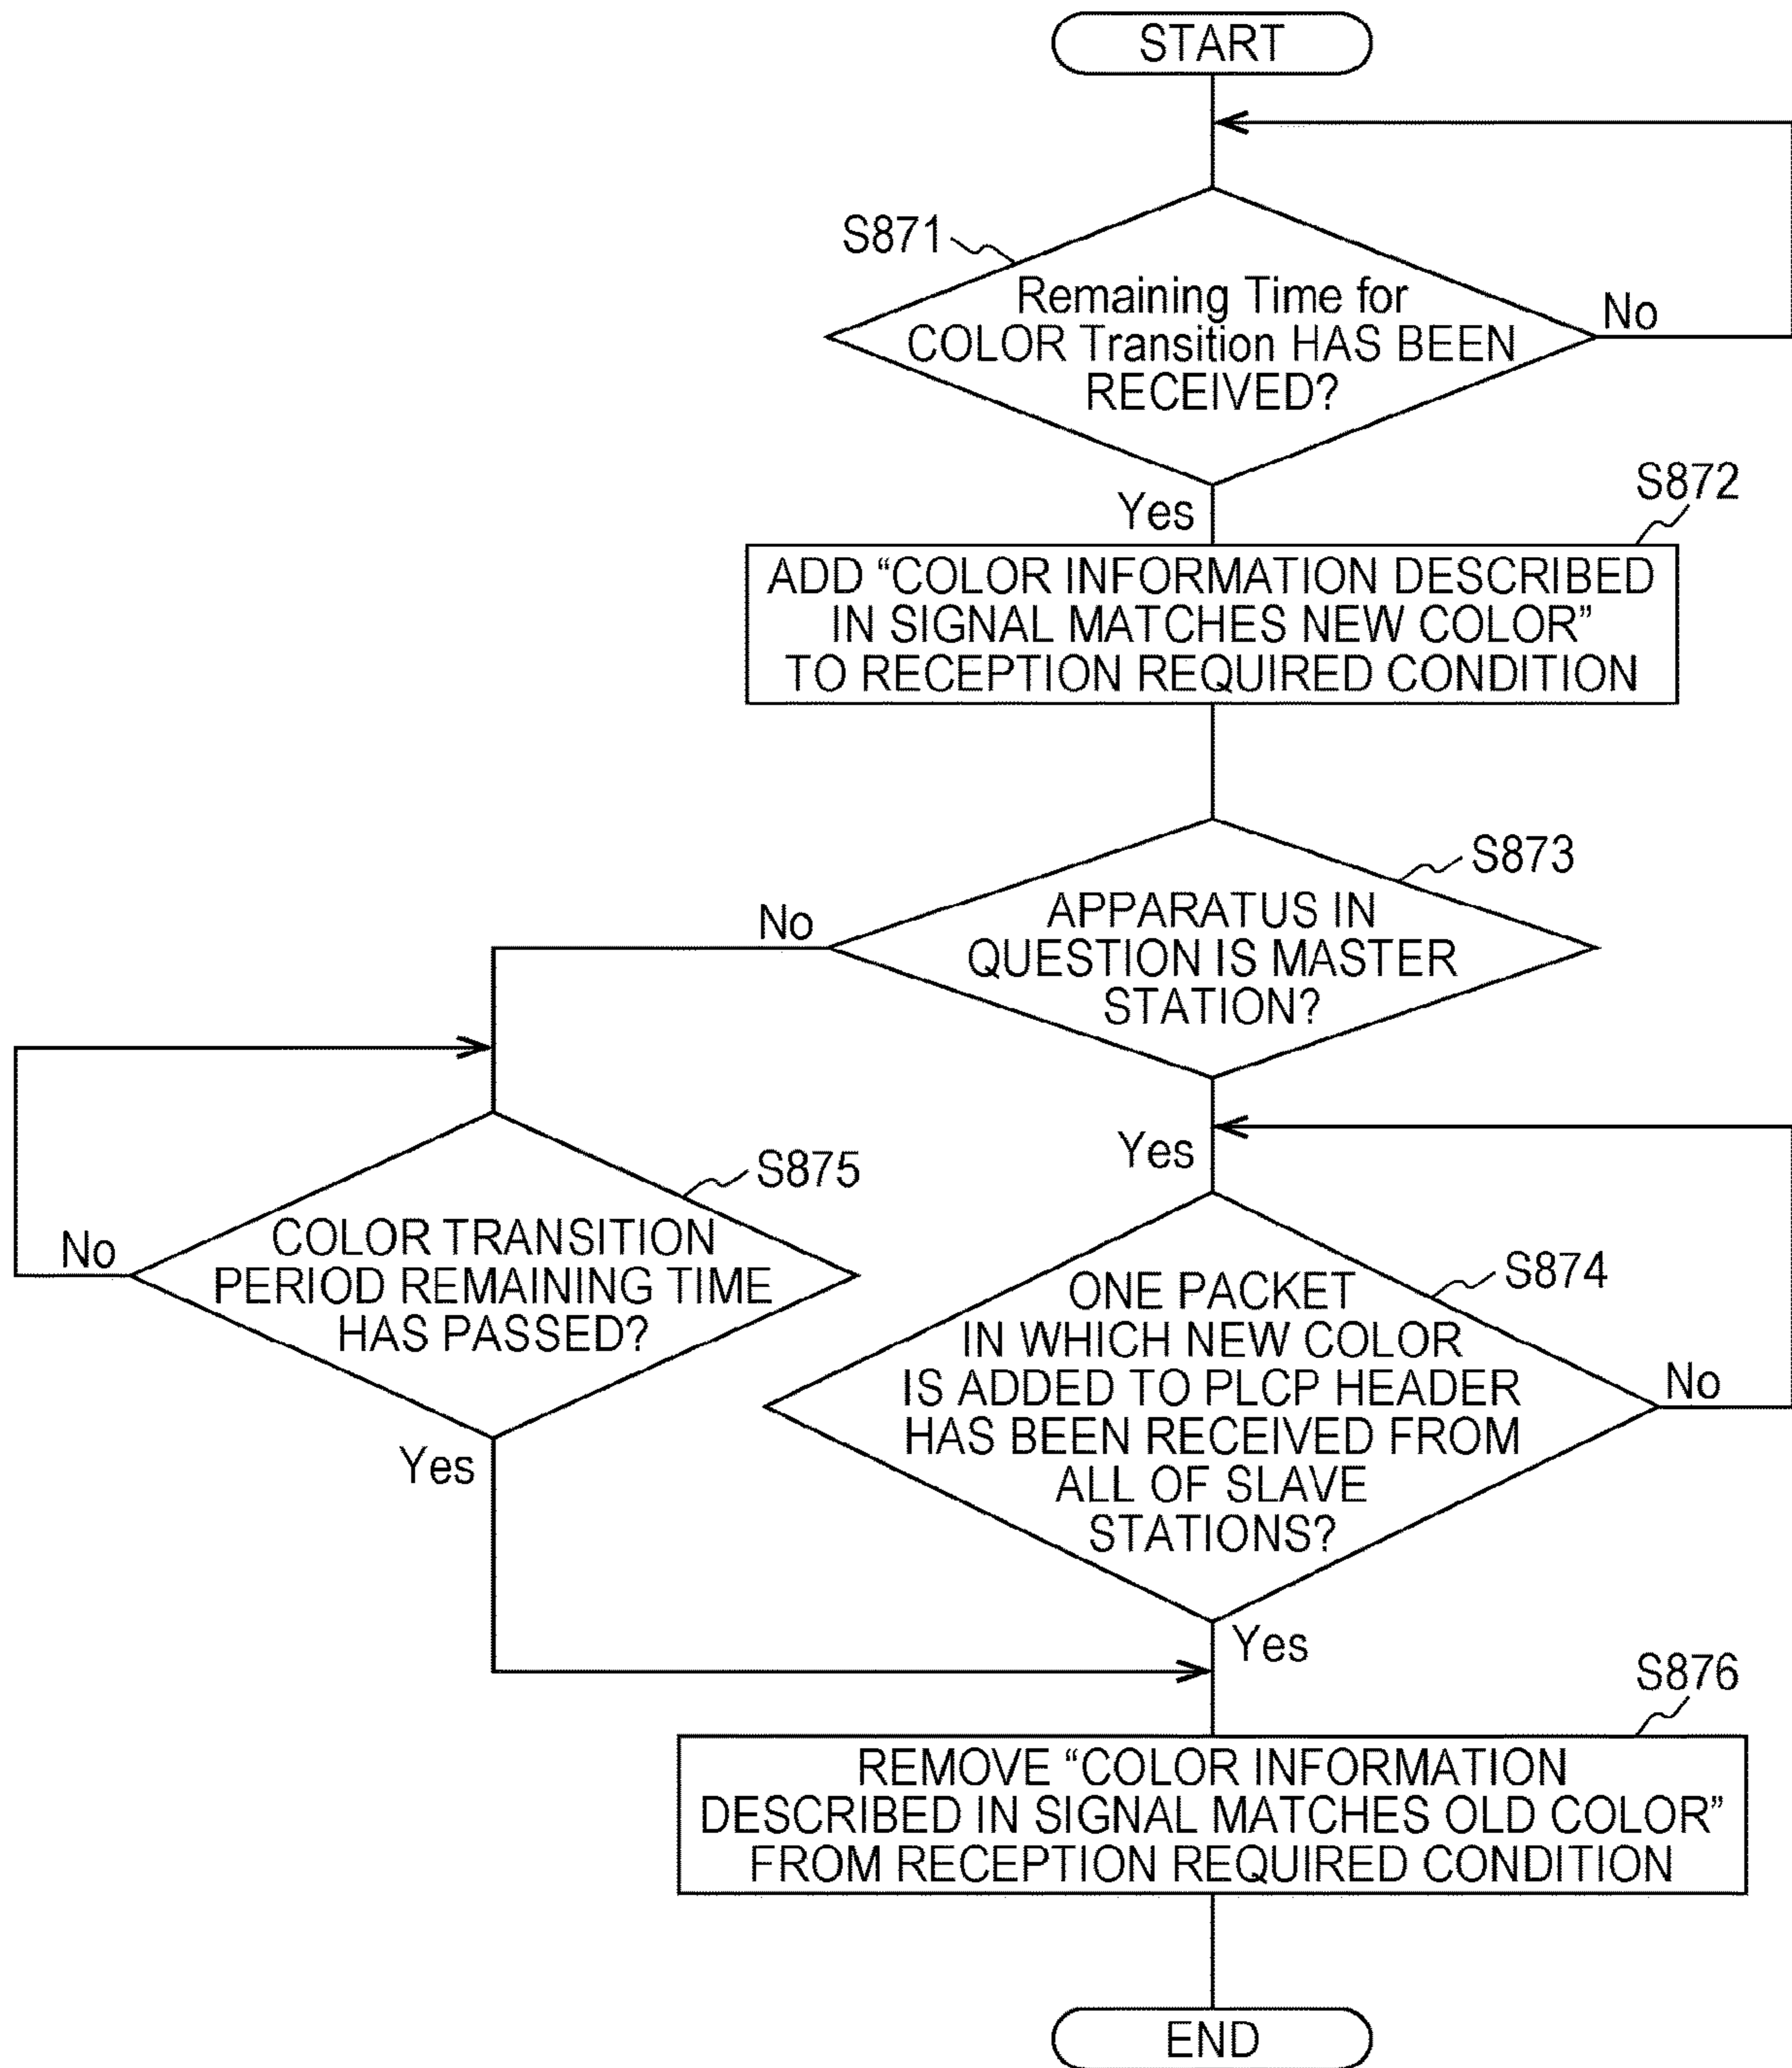 START
S871
Remaining Time for
COLOR Transition HAS BEEN
RECEIVED?
No
Yes
S872
ADD “COLOR INFORMATION DESCRIBED
IN SIGNAL MATCHES NEW COLOR”
TO RECEPTION REQUIRED CONDITION
S873
No
APPARATUS IN
QUESTION IS MASTER
STATION?
Yes
S875
No
COLOR TRANSITION
PERIOD REMAINING TIME
HAS PASSED?
Yes
S874
ONE PACKET
IN WHICH NEW COLOR
IS ADDED TO PLCP HEADER
HAS BEEN RECEIVED FROM
ALL OF SLAVE
STATIONS?
No
Yes
S876
REMOVE “COLOR INFORMATION
DESCRIBED IN SIGNAL MATCHES OLD COLOR”
FROM RECEPTION REQUIRED CONDITION
END